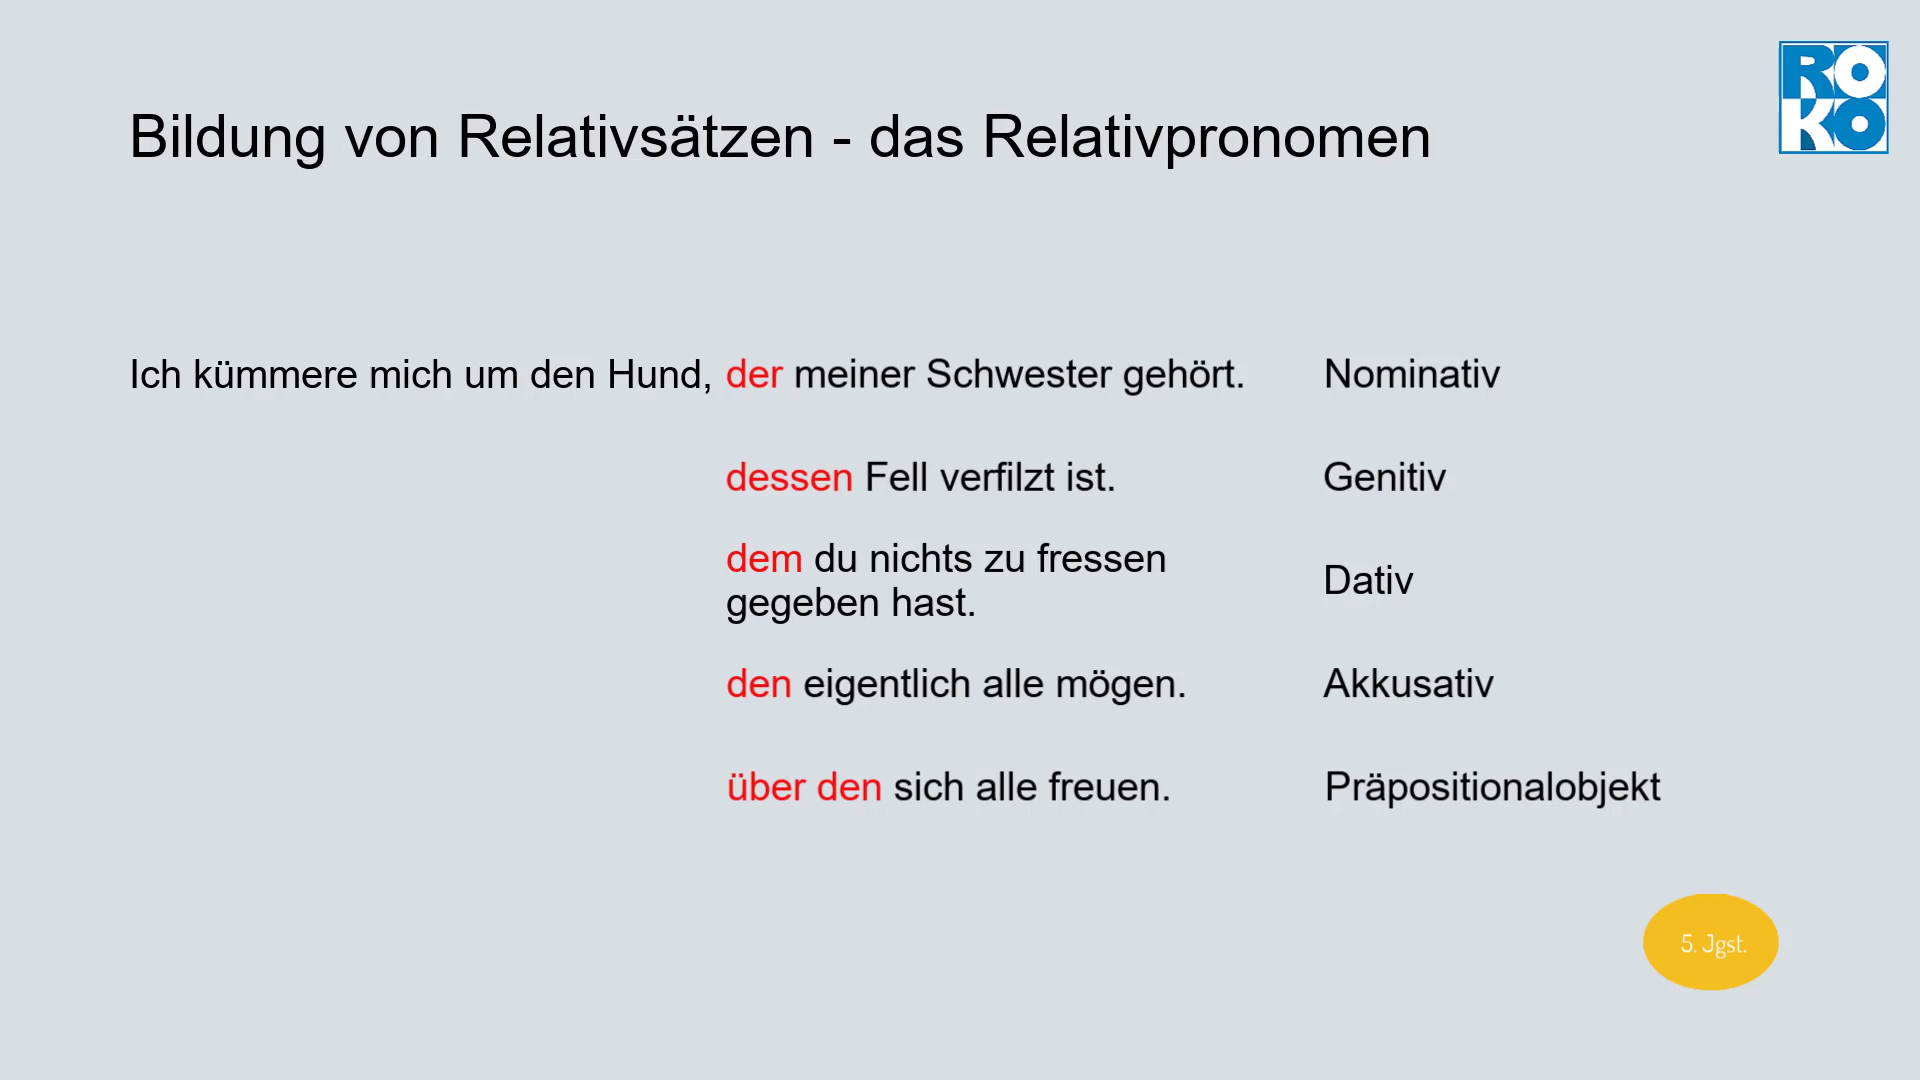 RO
KO
Bildung von Relativsätzen - das Relativpronomen
Ich kümmere mich um den Hund, der meiner Schwester gehört. Nominativ
dessen Fell verfilzt ist. Genitiv
dem du nichts zu fressen
gegeben hast.
Dativ
den eigentlich alle mögen. Akkusativ
über den sich alle freuen. Präpositionalobjekt
5. Jgst.